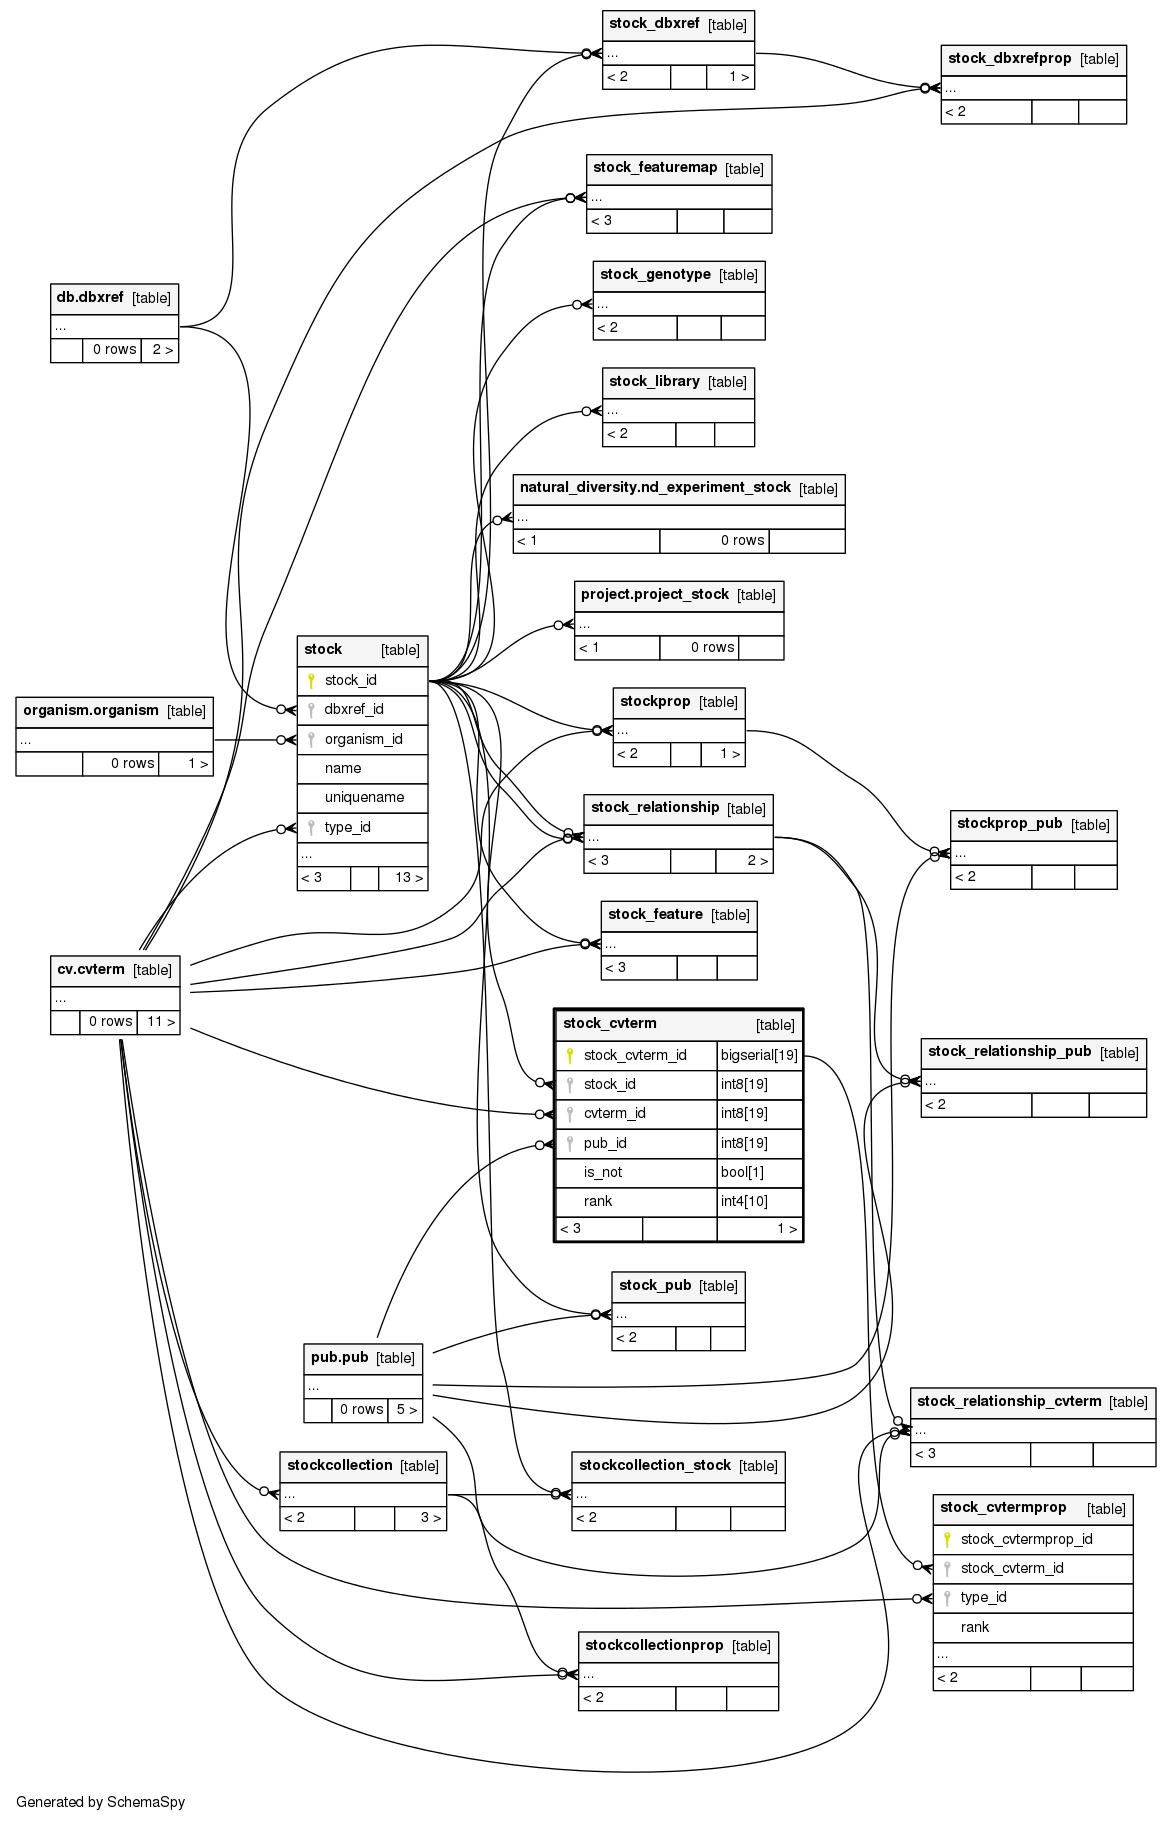 stock_dbxref [table]
...
< 2 1 >
stock_dbxrefprop [table]
...
< 2
stock_featuremap [table]
...
< 3
stock_genotype [table]
...
< 2
db.dbxref [table]
...
0 rows 2 >
stock_library [table]
...
< 2
natural_diversity.nd_experiment_stock [table]
...
< 1 0 rows
project.project_stock [table]
...
< 1 0 rows
stock [table]
stock_id
dbxref_id
organism_id
name
uniquename
type_id
...
< 3 13 >
organism.organism [table]
...
0 rows 1 >
stockprop [table]
...
< 2 1 >
stock_relationship [table]
...
< 3 2 >
stockprop_pub [table]
...
< 2
stock_feature [table]
...
< 3
cv.cvterm [table]
...
0 rows 11 >
stock_cvterm [table]
stock_cvterm_id bigserial[19]
stock_id int8[19]
cvterm_id int8[19]
pub_id int8[19]
is_not bool[1]
rank int4[10]
< 3 1 >
stock_relationship_pub [table]
...
< 2
stock_pub [table]
...
< 2
pub.pub [table]
...
0 rows 5 >
stock_relationship_cvterm [table]
...
< 3
stockcollection [table]
...
< 2 3 >
stockcollection_stock [table]
...
< 2
stock_cvtermprop [table]
stock_cvtermprop_id
stock_cvterm_id
type_id
rank
...
< 2
stockcollectionprop [table]
...
< 2
Generated by SchemaSpy